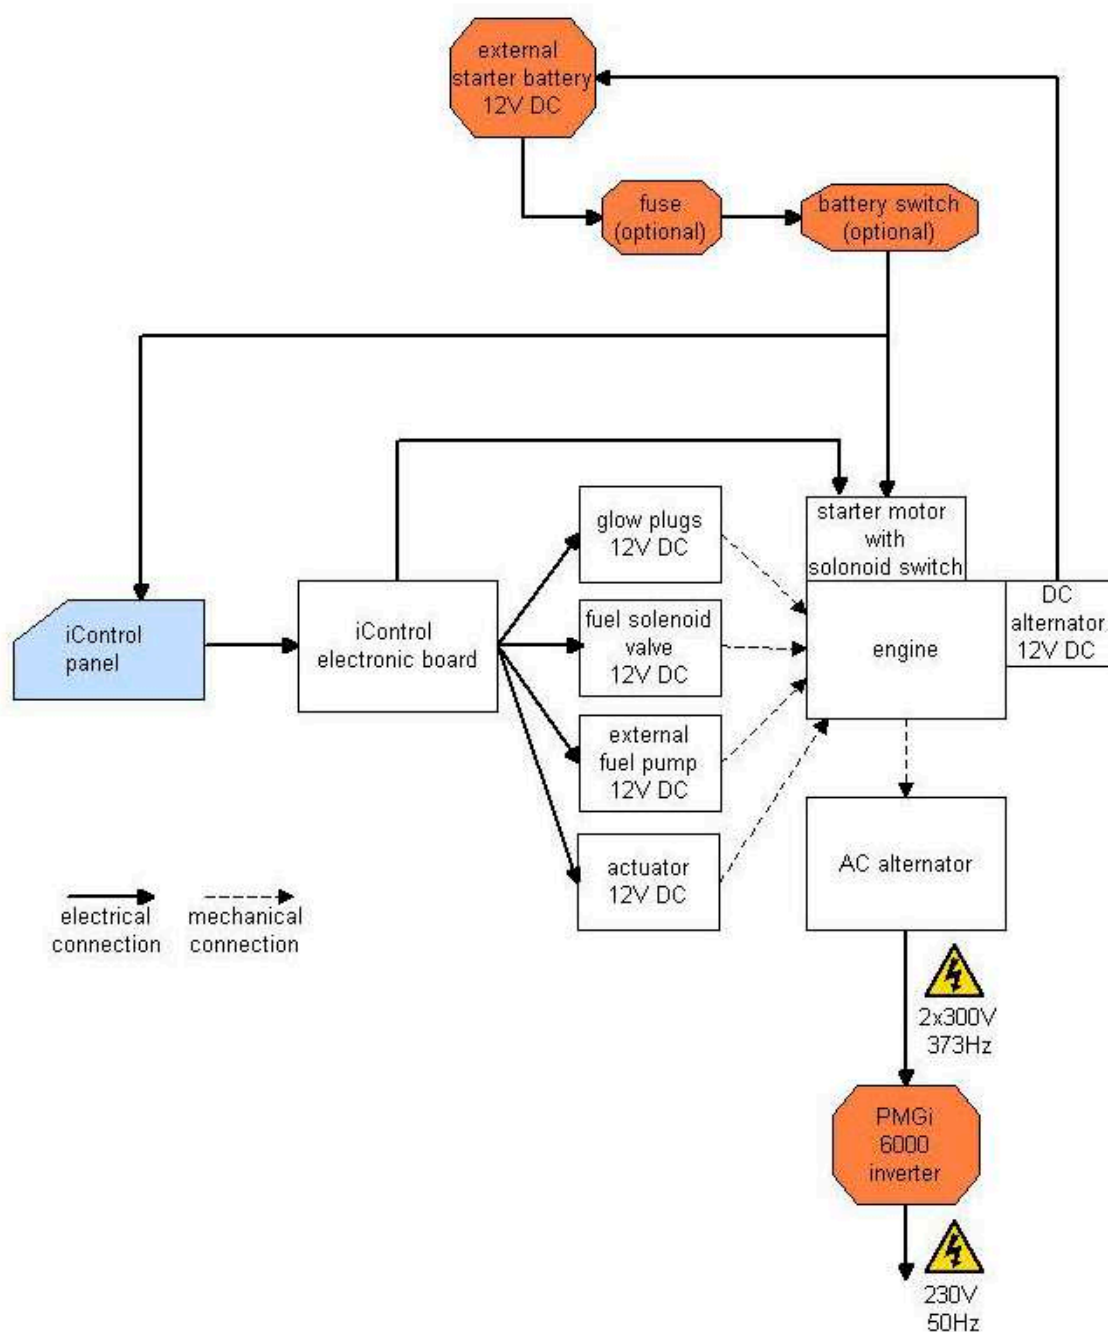 external
starter battery
12V DC
fuse
(optional)
battery switch
(optional)
glow plugs
12V DC
starter motor
with
solonoid switch
iControl
panel
iControl
electronic board
fuel solenoid
valve
12V DC
engine
DC
alternator
12V DC
external
fuel pump
12V DC
actuator
12V DC
AC alternator
electrical
connection
mechanical
connection
2x300V
373Hz
PMGi
6000
inverter
230V
50Hz